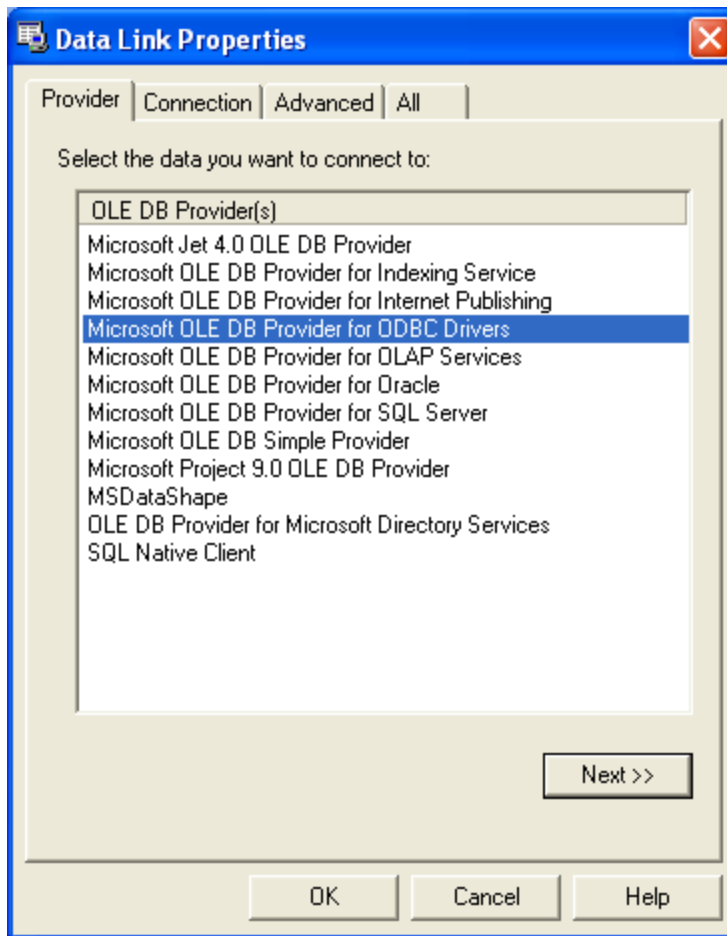 Data Link Properties
Provider Connection Advanced All
Select the data you want to connect to:
OLE DB Provider(s)
Microsoft Jet 4.0 OLE DB Provider
Microsoft OLE DB Provider for Indexing Service
Microsoft OLE DB Provider for Internet Publishing
Microsoft OLE DB Provider for ODBC Drivers
Microsoft OLE DB Provider for OLAP Services
Microsoft OLE DB Provider for Oracle
Microsoft OLE DB Provider for SQL Server
Microsoft OLE DB Simple Provider
Microsoft Project 9.0 OLE DB Provider
MSDataShape
OLE DB Provider for Microsoft Directory Services
SQL Native Client
Next >>
OK Cancel Help